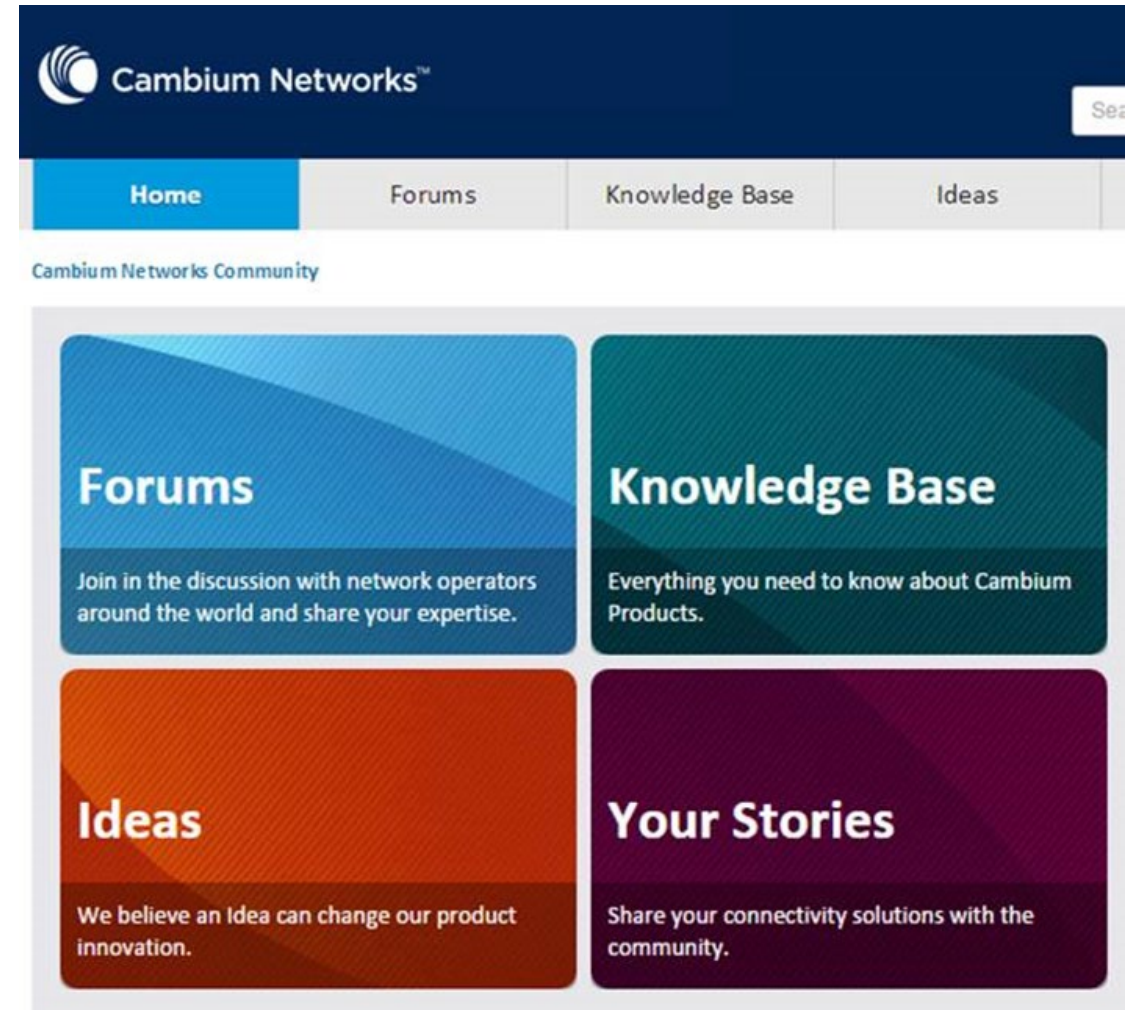 Cambium Networks™
Home Forums Knowledge Base Ideas
Cambium Networks Community
Forums
Join in the discussion with network operators
around the world and share your expertise.
Knowledge Base
Everything you need to know about Cambium
Products.
Ideas
We believe an Idea can change our product
innovation.
Your Stories
Share your connectivity solutions with the
community.